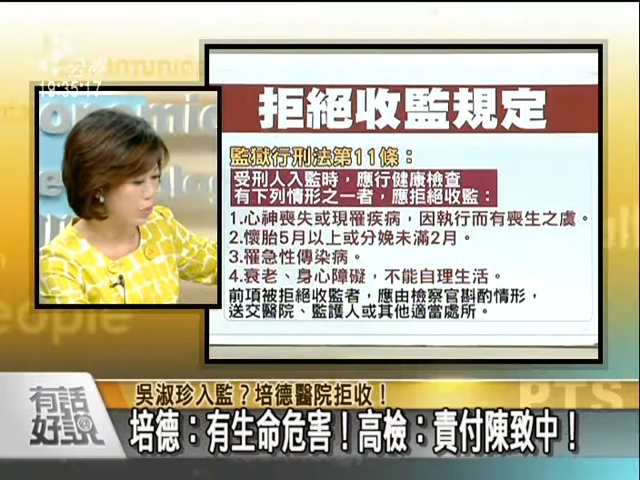 19:35:17
拒絕收監規定
監獄行刑法第11條：
受刑人入監時，應行健康檢查
有下列情形之一者，應拒絕收監：
1.心神喪失或現罹疾病，因執行而有喪生之虞。
2.懷胎5月以上或分娩未滿2月。
3.罹急性傳染病。
4.衰老、身心障礙，不能自理生活。
前項被拒絕收監者，應由檢察官斟酌情形，
送交醫院、監護人或其他適當處所。
people
有話
好說
PTS
吳淑珍入監？培德醫院拒收！
培德：有生命危害！高檢：責付陳致中！